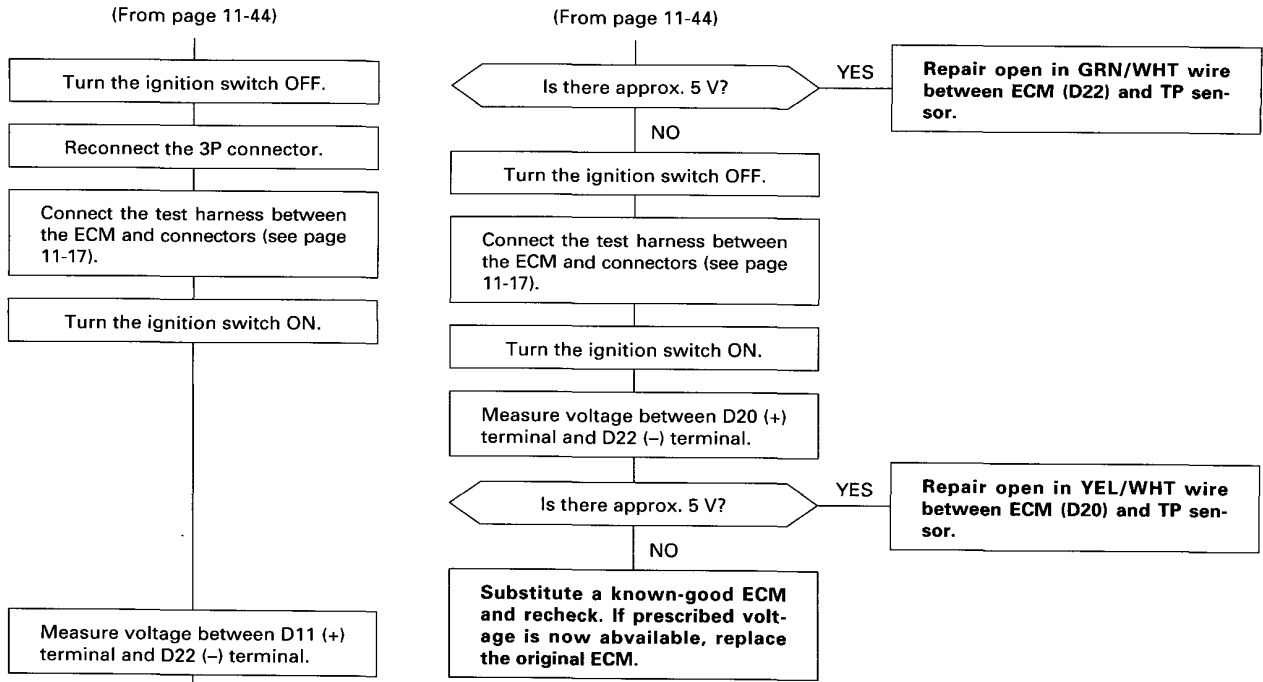 (From page 11-44)
Turn the ignition switch OFF.
Reconnect the 3P connector.
Connect the test harness between
the ECM and connectors (see page
11-17).
Turn the ignition switch ON.
Measure voltage between D11 (+)
terminal and D22 (–) terminal.
(From page 11-44)
Is there approx. 5 V?
YES
Repair open in GRN/WHT wire
between ECM (D22) and TP sen-
sor.
NO
Turn the ignition switch OFF.
Connect the test harness between
the ECM and connectors (see page
11-17).
Turn the ignition switch ON.
Measure voltage between D20 (+)
terminal and D22 (–) terminal.
Is there approx. 5 V?
YES
Repair open in YEL/WHT wire
between ECM (D20) and TP sen-
sor.
NO
Substitute a known-good ECM
and recheck. If prescribed volt-
age is now abvailable, replace
the original ECM.